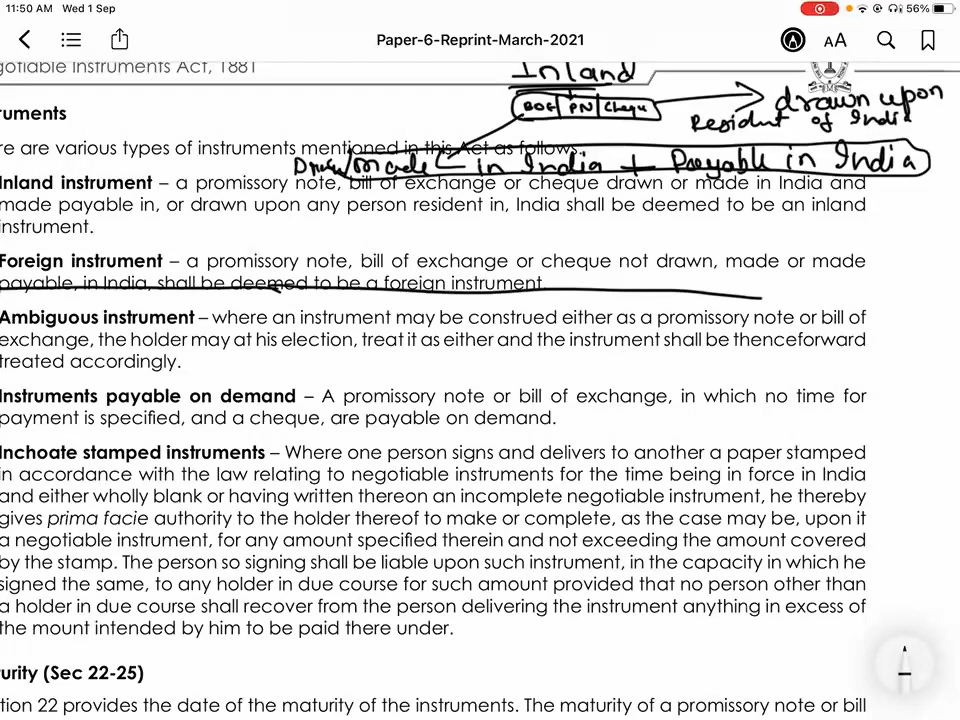 11:50 AM Wed 1 Sep
56%
Paper-6-Reprint-March-2021
AA
gotiable Instruments Act, 1881
Inland
BOE PN Cheque
drawn upon
Resident of India
ruments
re are various types of instruments mentioned in this Act as follows
Drawn/Made in India + Payable in India
Inland instrument – a promissory note, bill of exchange or cheque drawn or made in India and
made payable in, or drawn upon any person resident in, India shall be deemed to be an inland
instrument.
Foreign instrument – a promissory note, bill of exchange or cheque not drawn, made or made
payable, in India, shall be deemed to be a foreign instrument
Ambiguous instrument – where an instrument may be construed either as a promissory note or bill of
exchange, the holder may at his election, treat it as either and the instrument shall be thenceforward
treated accordingly.
Instruments payable on demand – A promissory note or bill of exchange, in which no time for
payment is specified, and a cheque, are payable on demand.
Inchoate stamped instruments – Where one person signs and delivers to another a paper stamped
in accordance with the law relating to negotiable instruments for the time being in force in India
and either wholly blank or having written thereon an incomplete negotiable instrument, he thereby
gives prima facie authority to the holder thereof to make or complete, as the case may be, upon it
a negotiable instrument, for any amount specified therein and not exceeding the amount covered
by the stamp. The person so signing shall be liable upon such instrument, in the capacity in which he
signed the same, to any holder in due course for such amount provided that no person other than
a holder in due course shall recover from the person delivering the instrument anything in excess of
the mount intended by him to be paid there under.
urity (Sec 22-25)
tion 22 provides the date of the maturity of the instruments. The maturity of a promissory note or bill